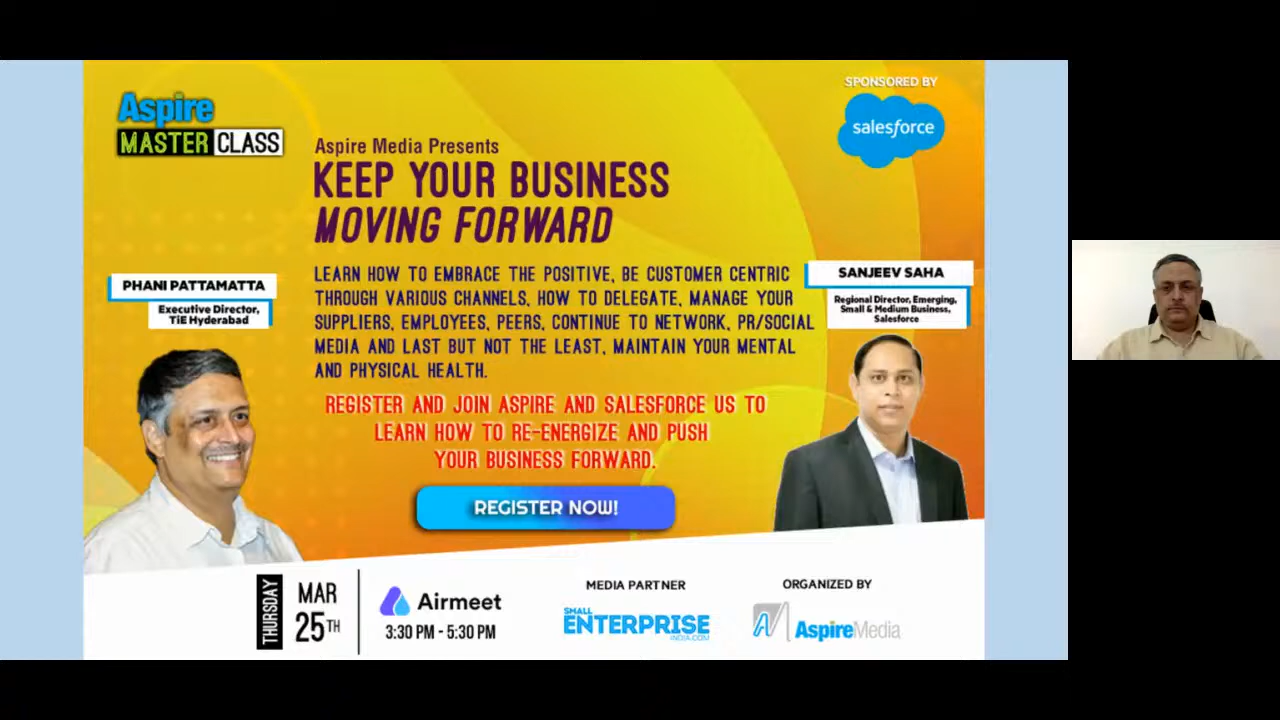 Aspire
MASTER CLASS
SPONSORED BY
salesforce
Aspire Media Presents
KEEP YOUR BUSINESS
MOVING FORWARD
PHANI PATTAMATTA
Executive Director,
TiE Hyderabad
LEARN HOW TO EMBRACE THE POSITIVE, BE CUSTOMER CENTRIC
THROUGH VARIOUS CHANNELS, HOW TO DELEGATE, MANAGE YOUR
SUPPLIERS, EMPLOYEES, PEERS, CONTINUE TO NETWORK, PR/SOCIAL
MEDIA AND LAST BUT NOT THE LEAST, MAINTAIN YOUR MENTAL
AND PHYSICAL HEALTH.
SANJEEV SAHA
Regional Director, Emerging,
Small & Medium Business,
Salesforce
REGISTER AND JOIN ASPIRE AND SALESFORCE US TO
LEARN HOW TO RE-ENERGIZE AND PUSH
YOUR BUSINESS FORWARD.
REGISTER NOW!
THURSDAY
MAR
25TH
Airmeet
3:30 PM - 5:30 PM
MEDIA PARTNER
SMALL
ENTERPRISE
INDIA.COM
ORGANIZED BY
AspireMedia